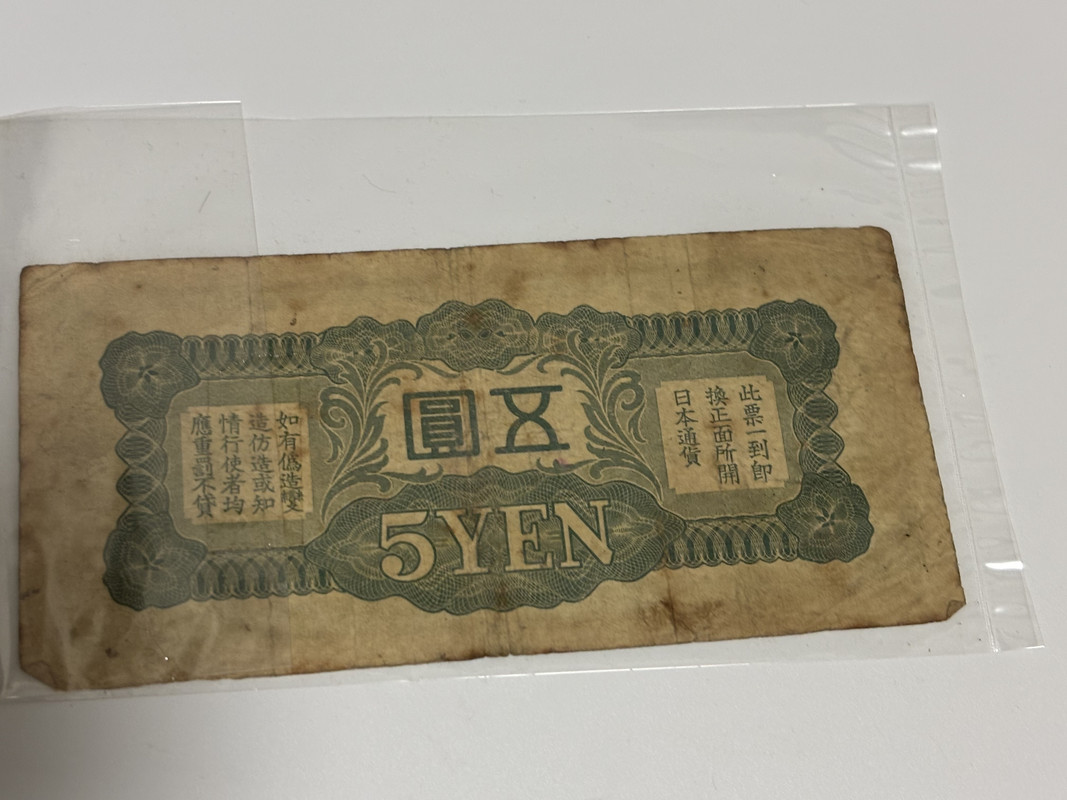 此票一到卽
換正面所開
日本通貨
五圓
5YEN
如有偽造變
造仿造或知
情行使者均
應重罰不貸